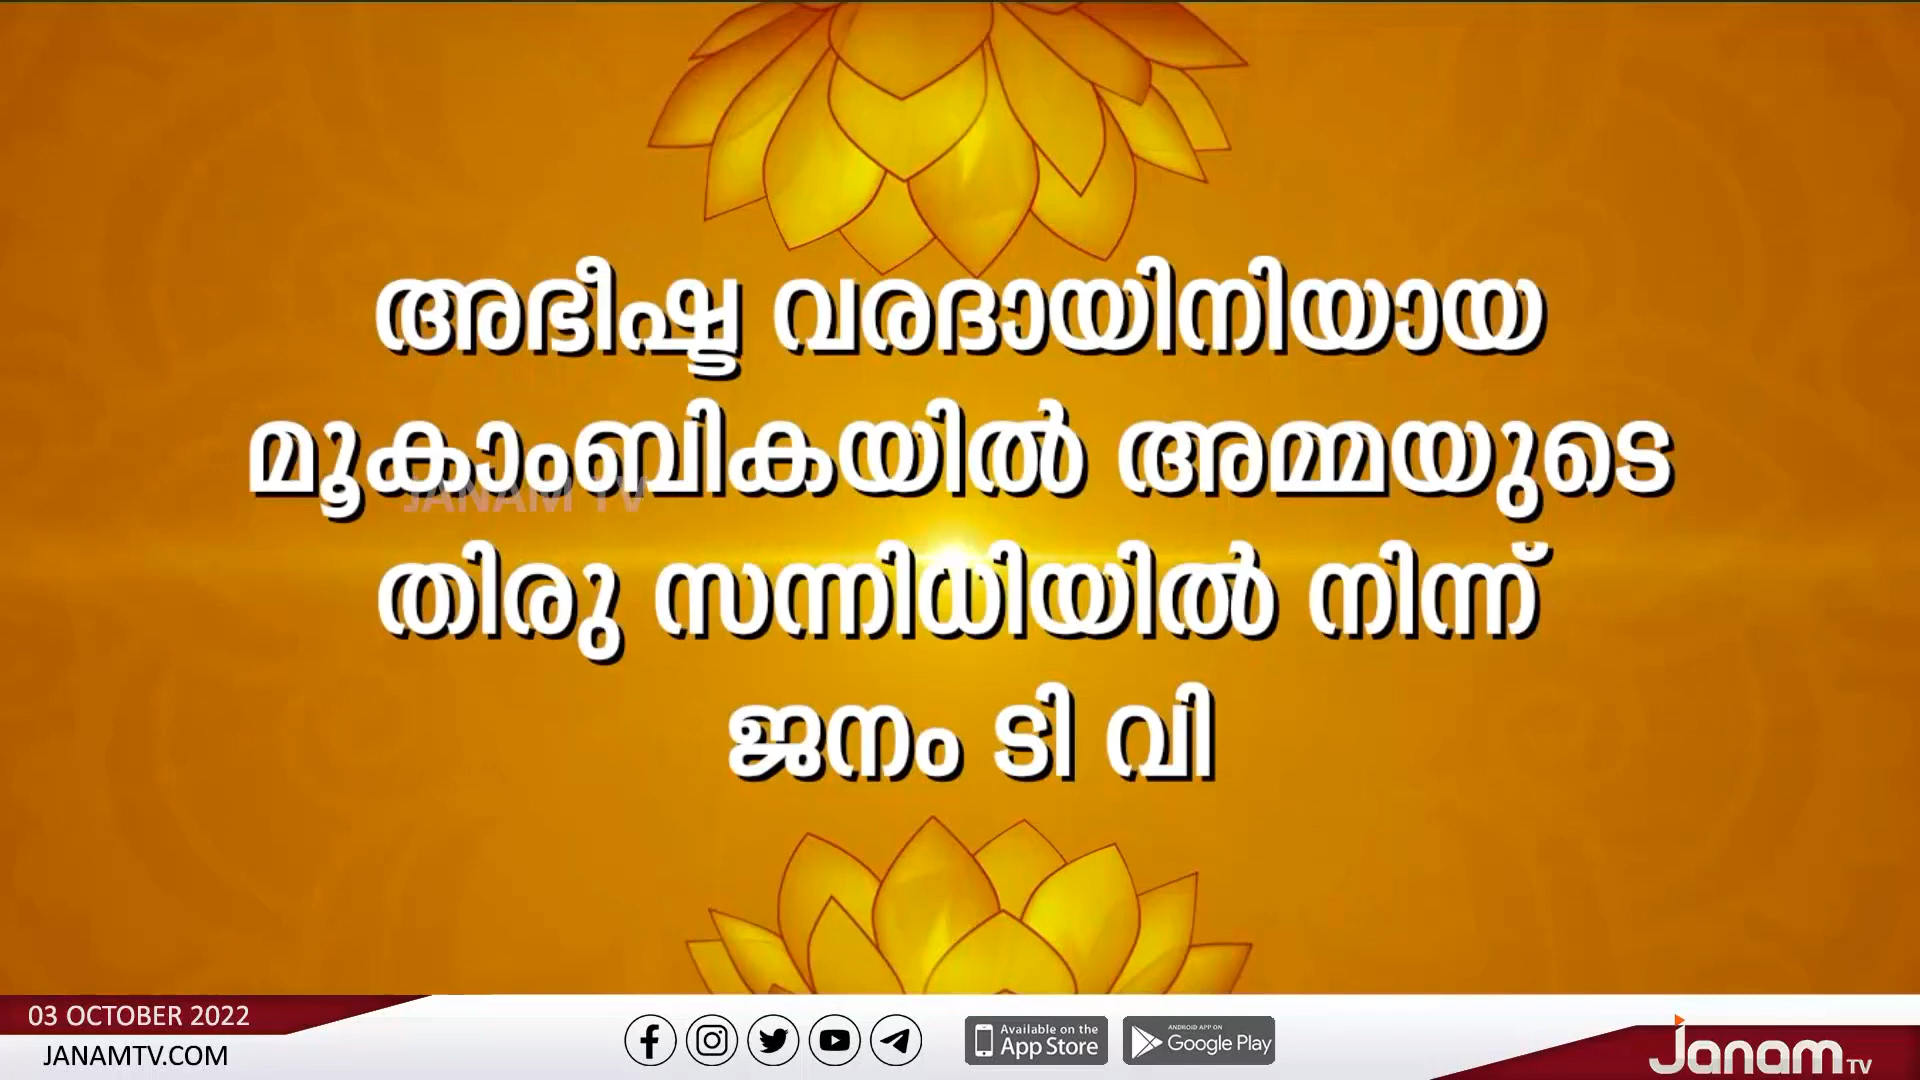 അഭീഷ്ട വരദായിനിയായ
മൂകാംബികയിൽ അമ്മയുടെ
JANAM TV
തിരു സന്നിധിയിൽ നിന്ന്
ജനം ടി വി
03 OCTOBER 2022
JANAMTV.COM
Available on the
App Store
ANDROID APP ON
Google Play
Janam TV